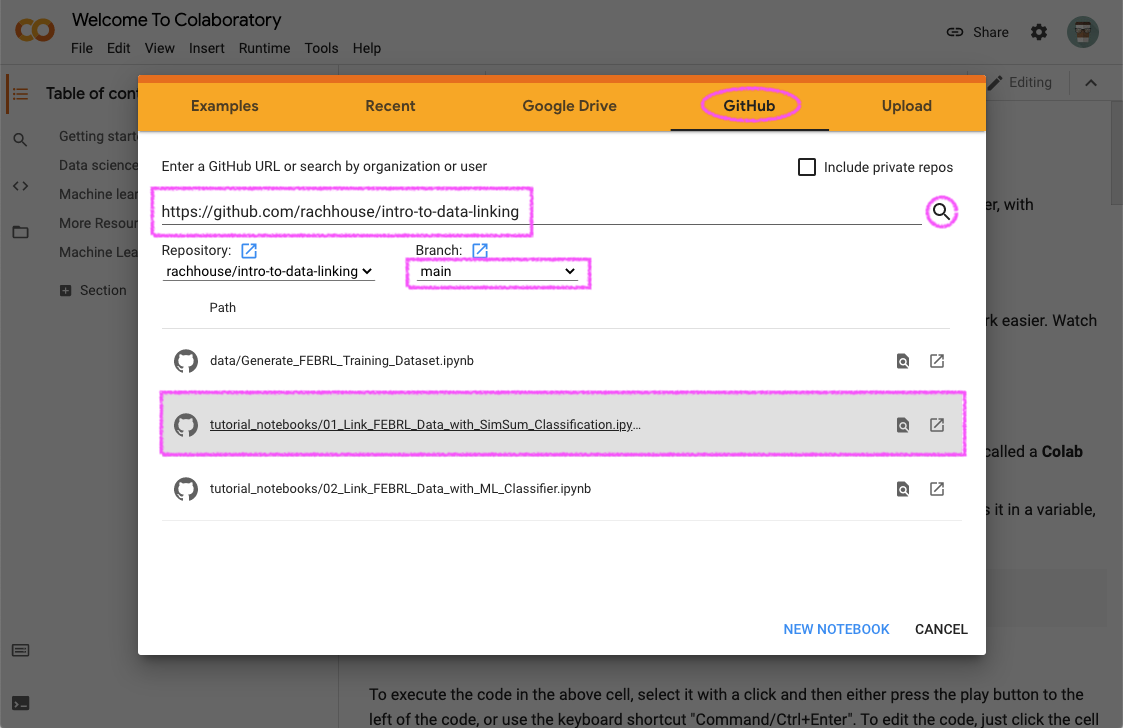 Welcome To Colaboratory
File Edit View Insert Runtime Tools Help
Share
Table of cont
Editing
Getting starte
Data science
Machine lear
More Resour
Machine Lea
Section
Examples Recent Google Drive GitHub Upload
Enter a GitHub URL or search by organization or user
Include private repos
https://github.com/rachhouse/intro-to-data-linking
Repository: Branch:
rachhouse/intro-to-data-linking main
Path
data/Generate_FEBRL_Training_Dataset.ipynb
tutorial_notebooks/01_Link_FEBRL_Data_with_SimSum_Classification.ipy…
tutorial_notebooks/02_Link_FEBRL_Data_with_ML_Classifier.ipynb
NEW NOTEBOOK CANCEL
er, with
rk easier. Watch
called a Colab
s it in a variable,
To execute the code in the above cell, select it with a click and then either press the play button to the
left of the code, or use the keyboard shortcut "Command/Ctrl+Enter". To edit the code, just click the cell